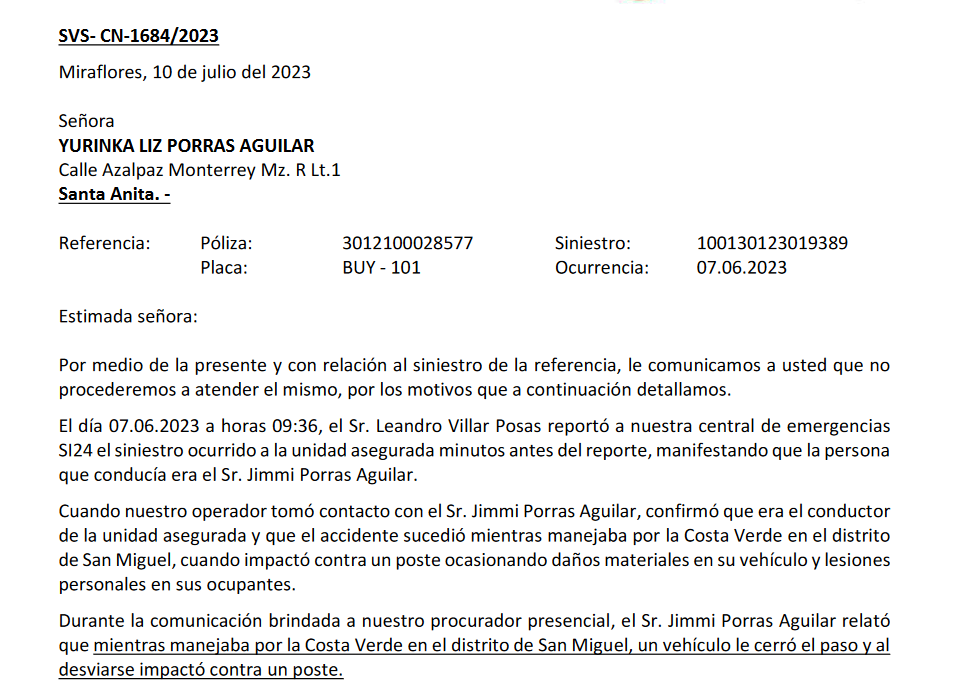 SVS- CN-1684/2023
Miraflores, 10 de julio del 2023
Señora
YURINKA LIZ PORRAS AGUILAR
Calle Azalpaz Monterrey Mz. R Lt.1
Santa Anita. -
Referencia: Póliza: 3012100028577 Siniestro: 100130123019389
Placa: BUY - 101 Ocurrencia: 07.06.2023
Estimada señora:
Por medio de la presente y con relación al siniestro de la referencia, le comunicamos a usted que no
procederemos a atender el mismo, por los motivos que a continuación detallamos.
El día 07.06.2023 a horas 09:36, el Sr. Leandro Villar Posas reportó a nuestra central de emergencias
SI24 el siniestro ocurrido a la unidad asegurada minutos antes del reporte, manifestando que la persona
que conducía era el Sr. Jimmi Porras Aguilar.
Cuando nuestro operador tomó contacto con el Sr. Jimmi Porras Aguilar, confirmó que era el conductor
de la unidad asegurada y que el accidente sucedió mientras manejaba por la Costa Verde en el distrito
de San Miguel, cuando impactó contra un poste ocasionando daños materiales en su vehículo y lesiones
personales en sus ocupantes.
Durante la comunicación brindada a nuestro procurador presencial, el Sr. Jimmi Porras Aguilar relató
que mientras manejaba por la Costa Verde en el distrito de San Miguel, un vehículo le cerró el paso y al
desviarse impactó contra un poste.